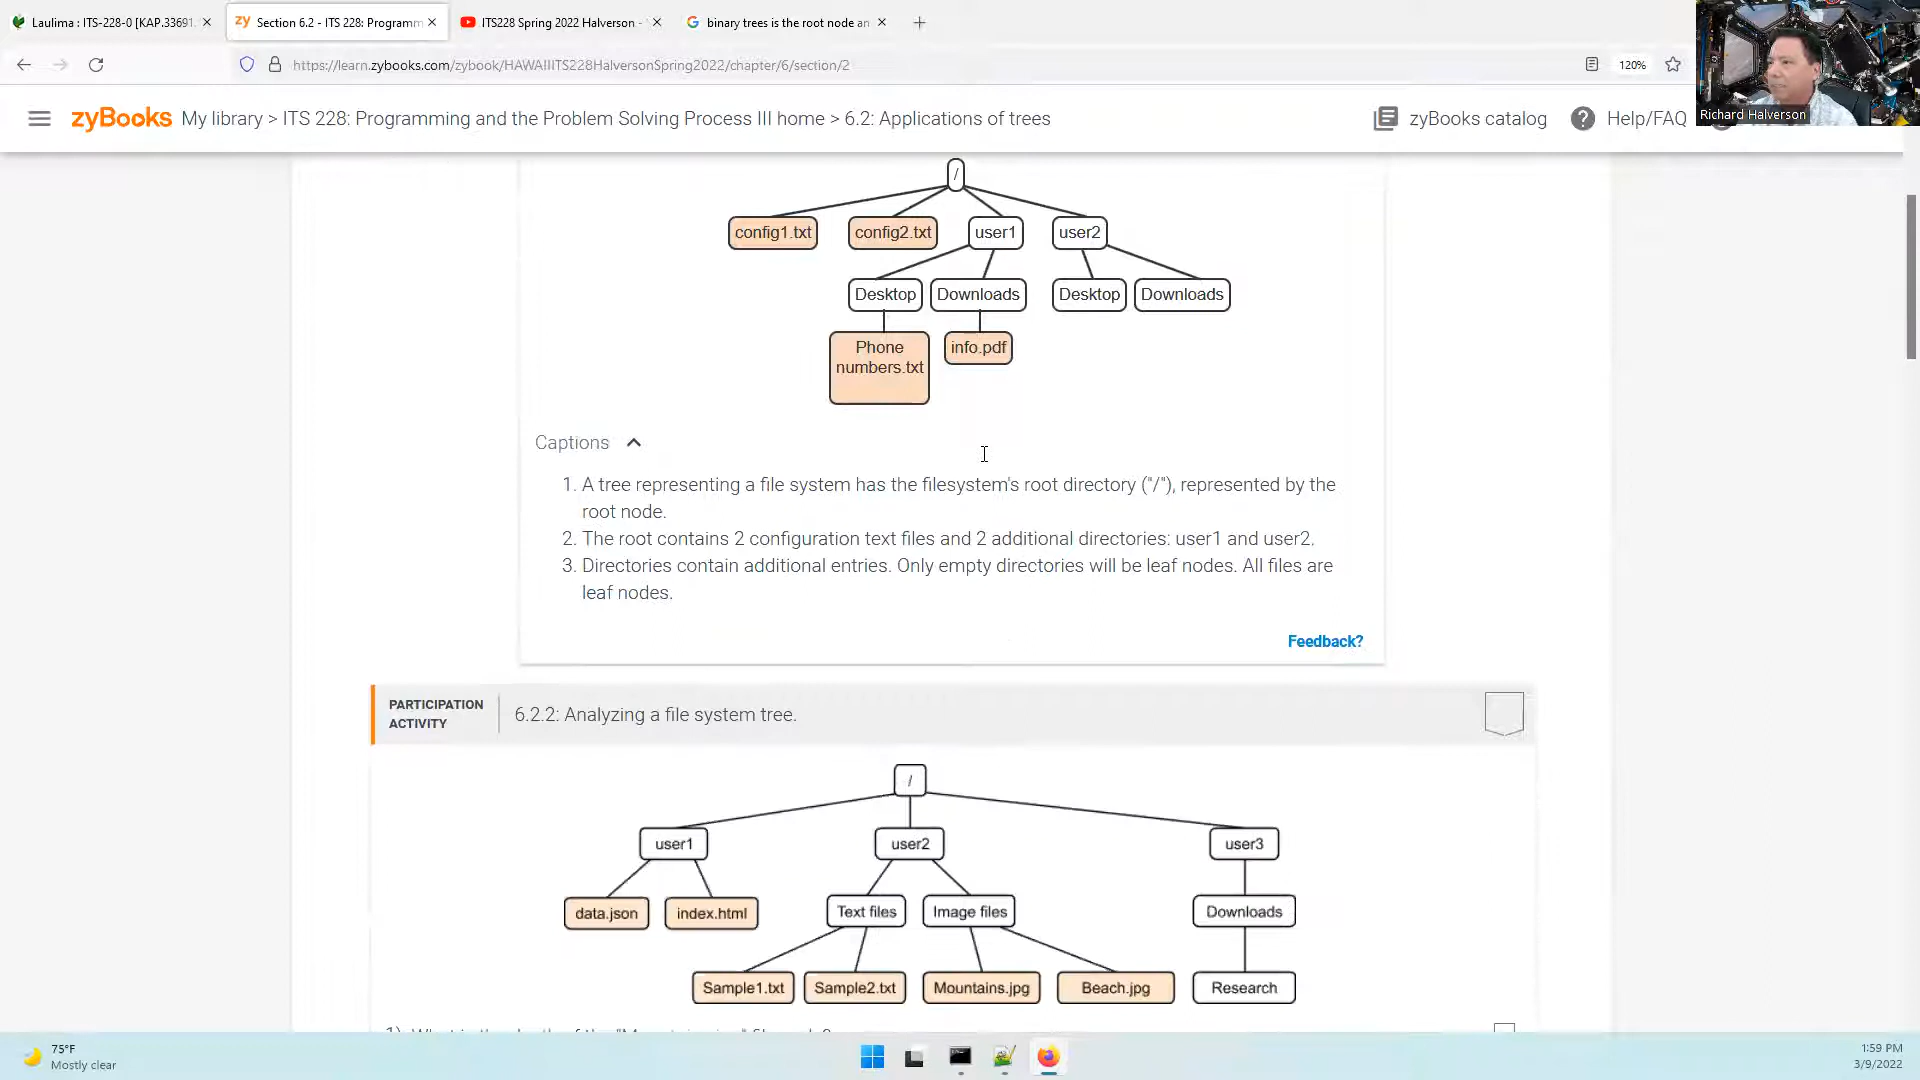 Laulima : ITS-228-0 [KAP.33691.
Section 6.2 - ITS 228: Programm
ITS228 Spring 2022 Halverson -
binary trees is the root node an
https://learn.zybooks.com/zybook/HAWAIIITS228HalversonSpring2022/chapter/6/section/2
120%
Richard Halverson
zyBooks My library > ITS 228: Programming and the Problem Solving Process III home > 6.2: Applications of trees
zyBooks catalog
Help/FAQ
/
config1.txt config2.txt user1 user2
Desktop Downloads Desktop Downloads
Phone
numbers.txt
info.pdf
Captions
1. A tree representing a file system has the filesystem's root directory ("/"), represented by the
root node.
2. The root contains 2 configuration text files and 2 additional directories: user1 and user2.
3. Directories contain additional entries. Only empty directories will be leaf nodes. All files are
leaf nodes.
Feedback?
PARTICIPATION
ACTIVITY
6.2.2: Analyzing a file system tree.
/
user1 user2 user3
data.json index.html Text files Image files Downloads
Sample1.txt Sample2.txt Mountains.jpg Beach.jpg Research
75°F
Mostly clear
1:59 PM
3/9/2022